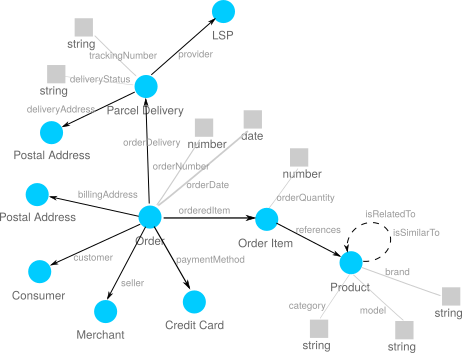 LSP
string
trackingNumber
provider
string
deliveryStatus
Parcel Delivery
deliveryAddress
Postal Address
orderDelivery
number
date
orderNumber
number
orderDate
billingAddress
orderQuantity
Postal Address
orderedItem
isRelatedTo
references
isSimilarTo
Order
Order Item
customer
paymentMethod
brand
seller
Product
Consumer
category
model
string
Credit Card
Merchant
string
string